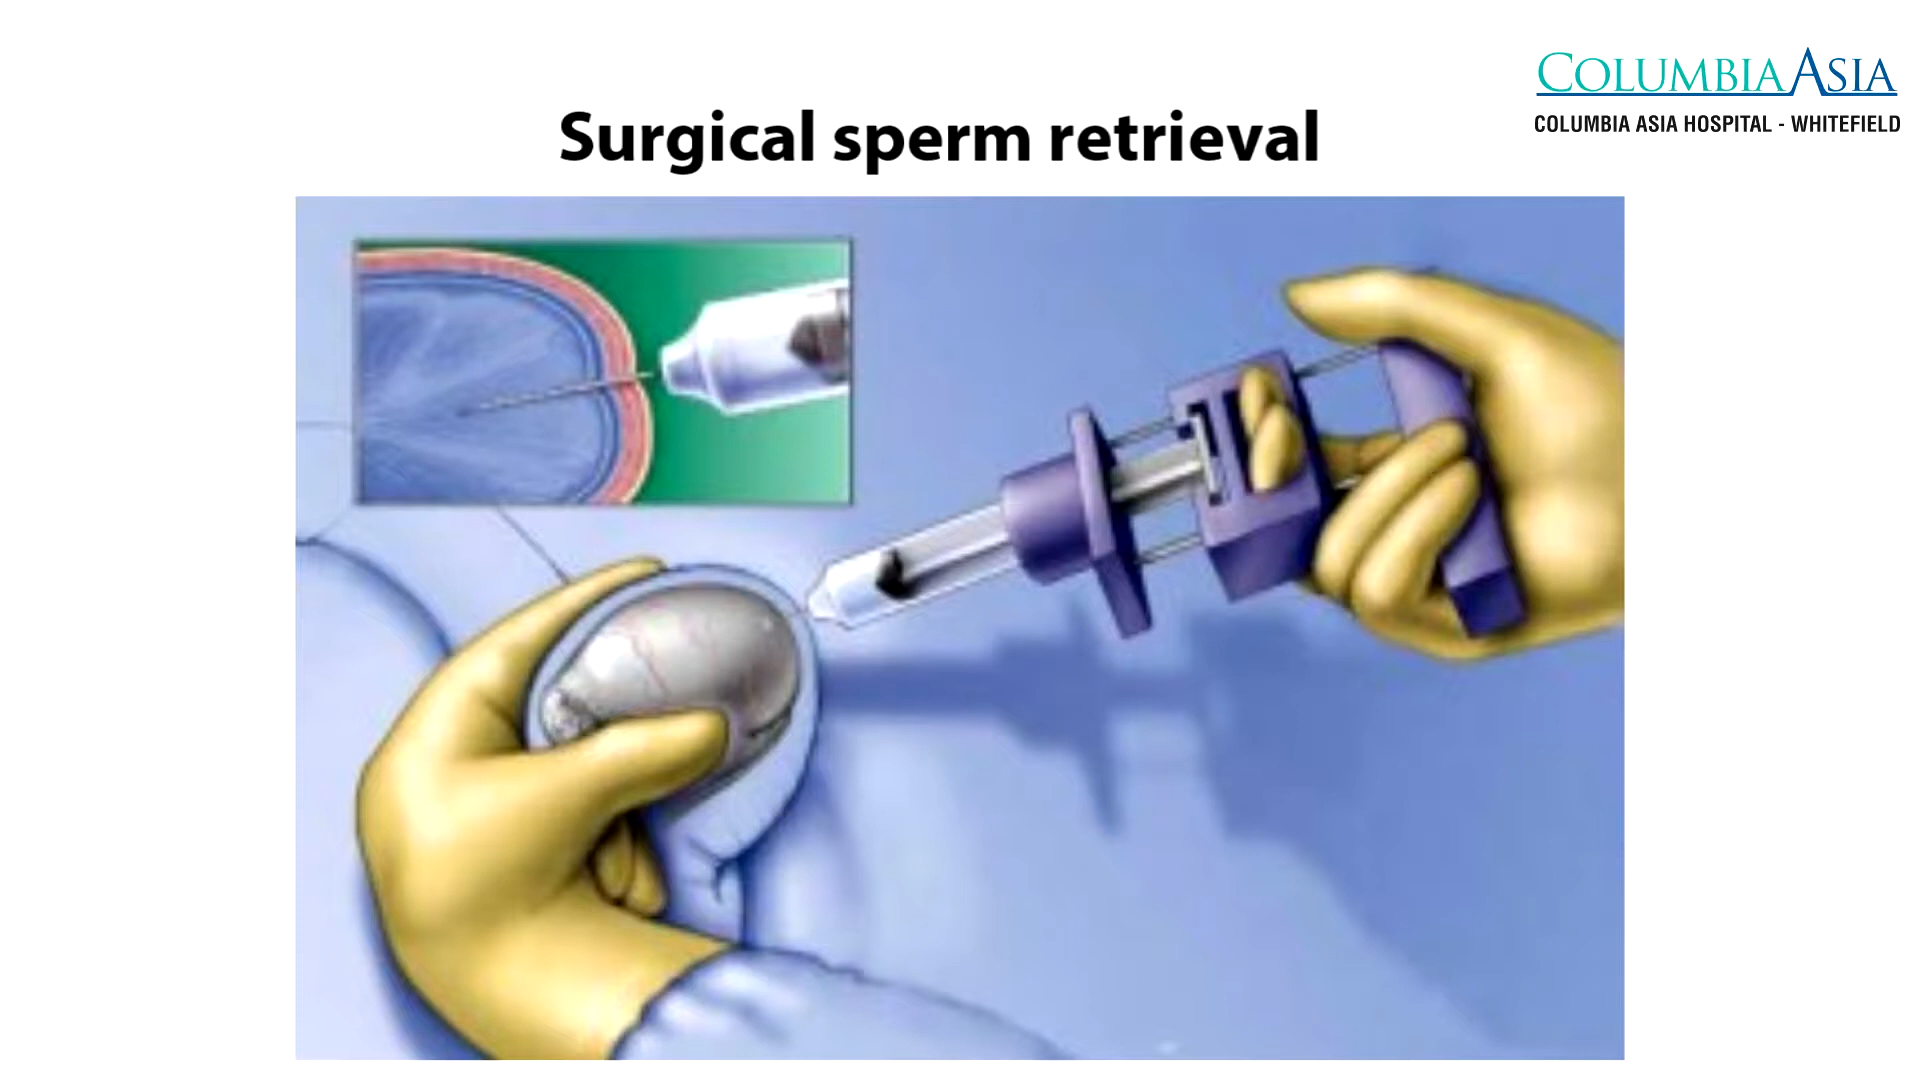 COLUMBIA ASIA
COLUMBIA ASIA HOSPITAL - WHITEFIELD
Surgical sperm retrieval